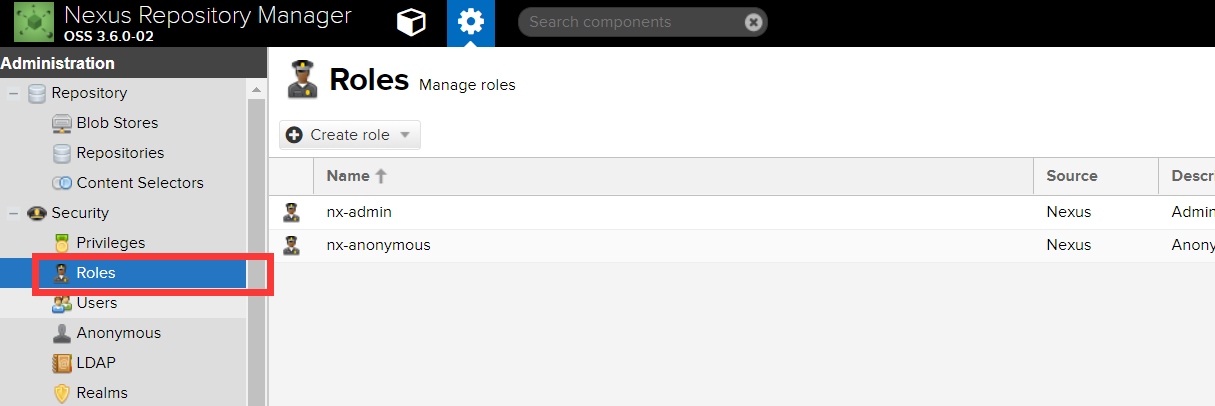 Nexus Repository Manager
OSS 3.6.0-02
Search components
Administration
Repository
Blob Stores
Repositories
Content Selectors
Security
Privileges
Roles
Users
Anonymous
LDAP
Realms
Roles Manage roles
Create role
Name Source Descr
nx-admin Nexus Admin
nx-anonymous Nexus Anony